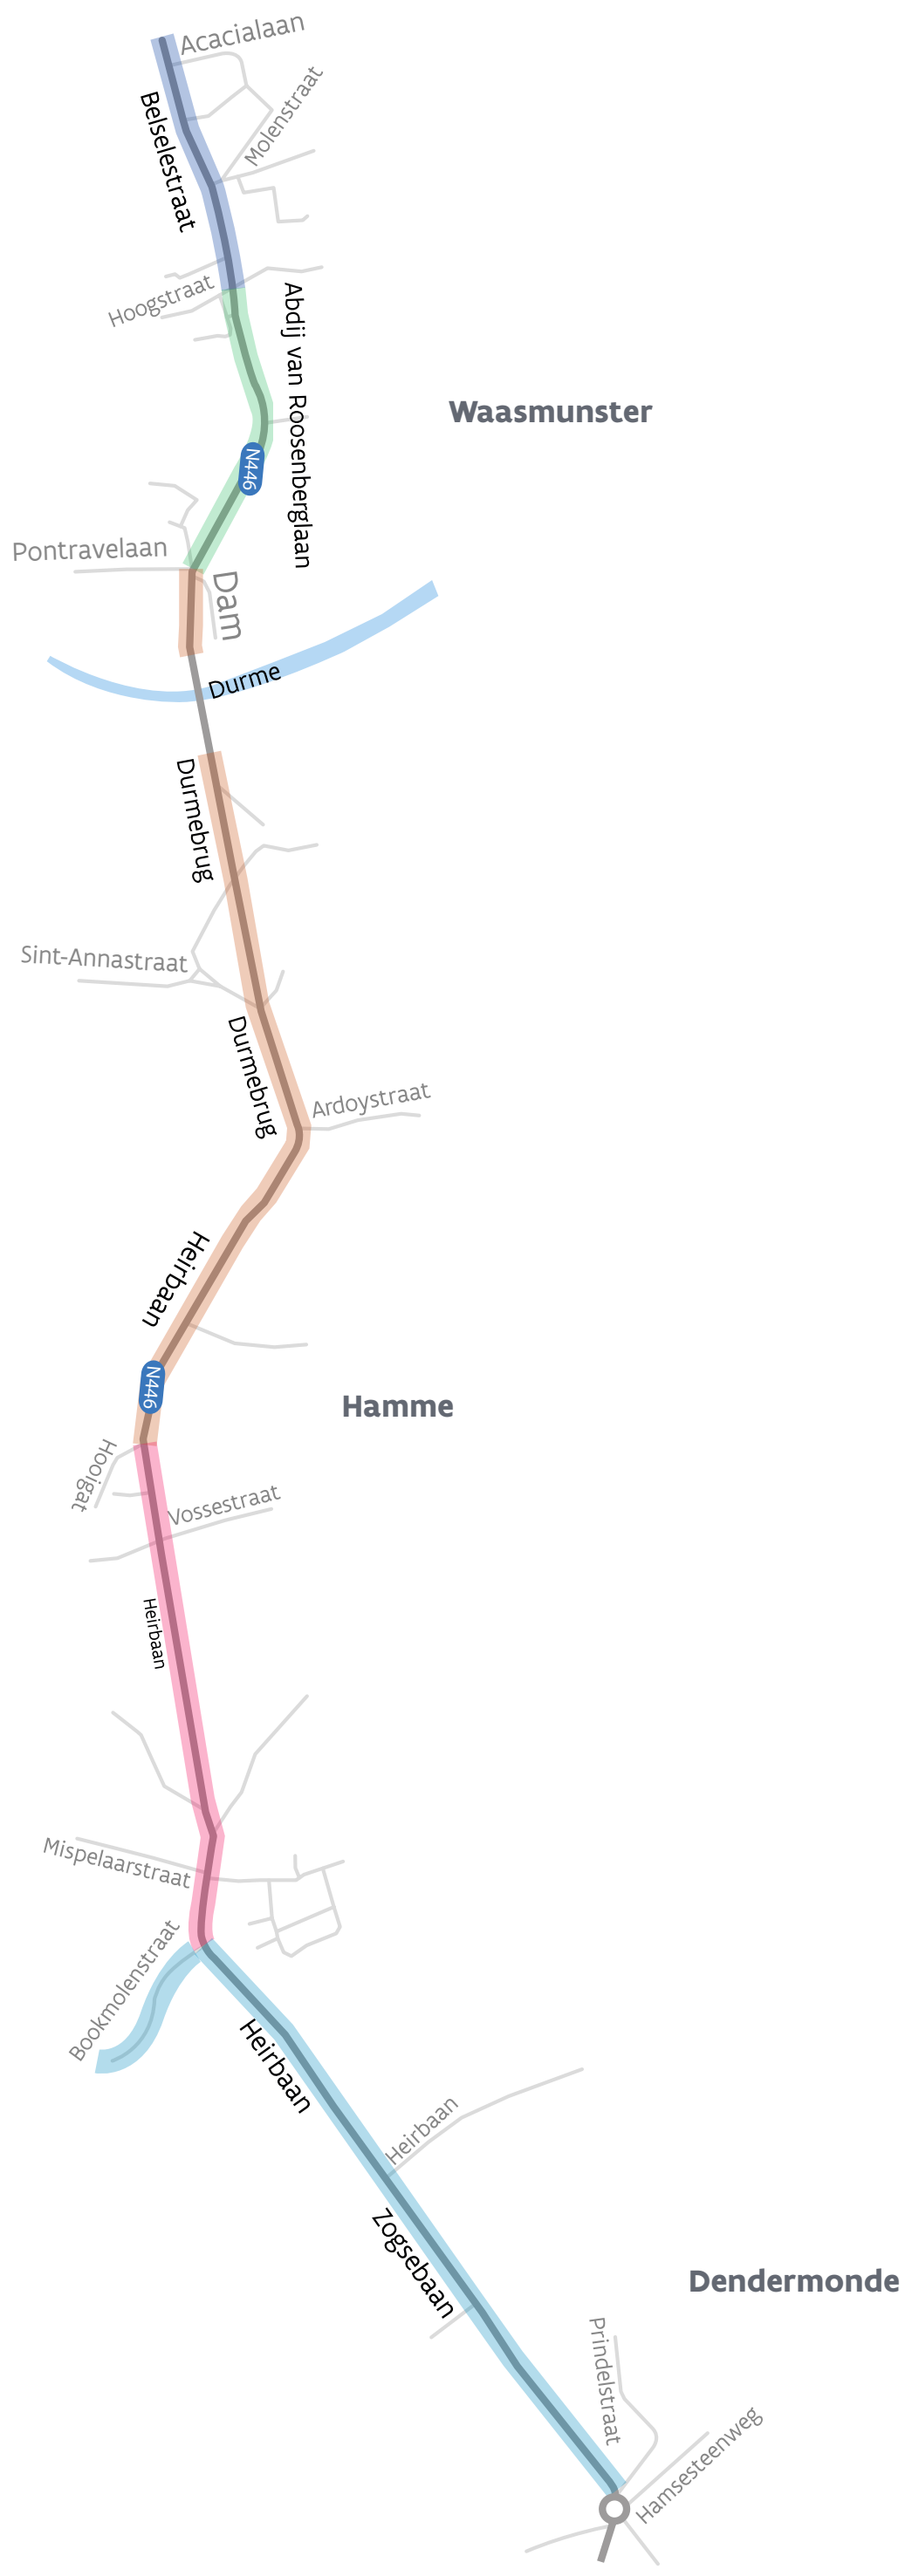 Acacialaan
Molenstraat
Belselestraat
Hoogstraat
Abdij van Roosenberglaan
Waasmunster
N446
Pontravelaan
Dam
Durme
Durmebrug
Sint-Annastraat
Durmebrug
Ardoystraat
Heirbaan
N446
Hamme
Hooigat
Vossestraat
Heirbaan
Mispelaarstraat
Bookmolenstraat
Heirbaan
Heirbaan
Zogsebaan
Dendermonde
Prindelstraat
Hamsesteenweg